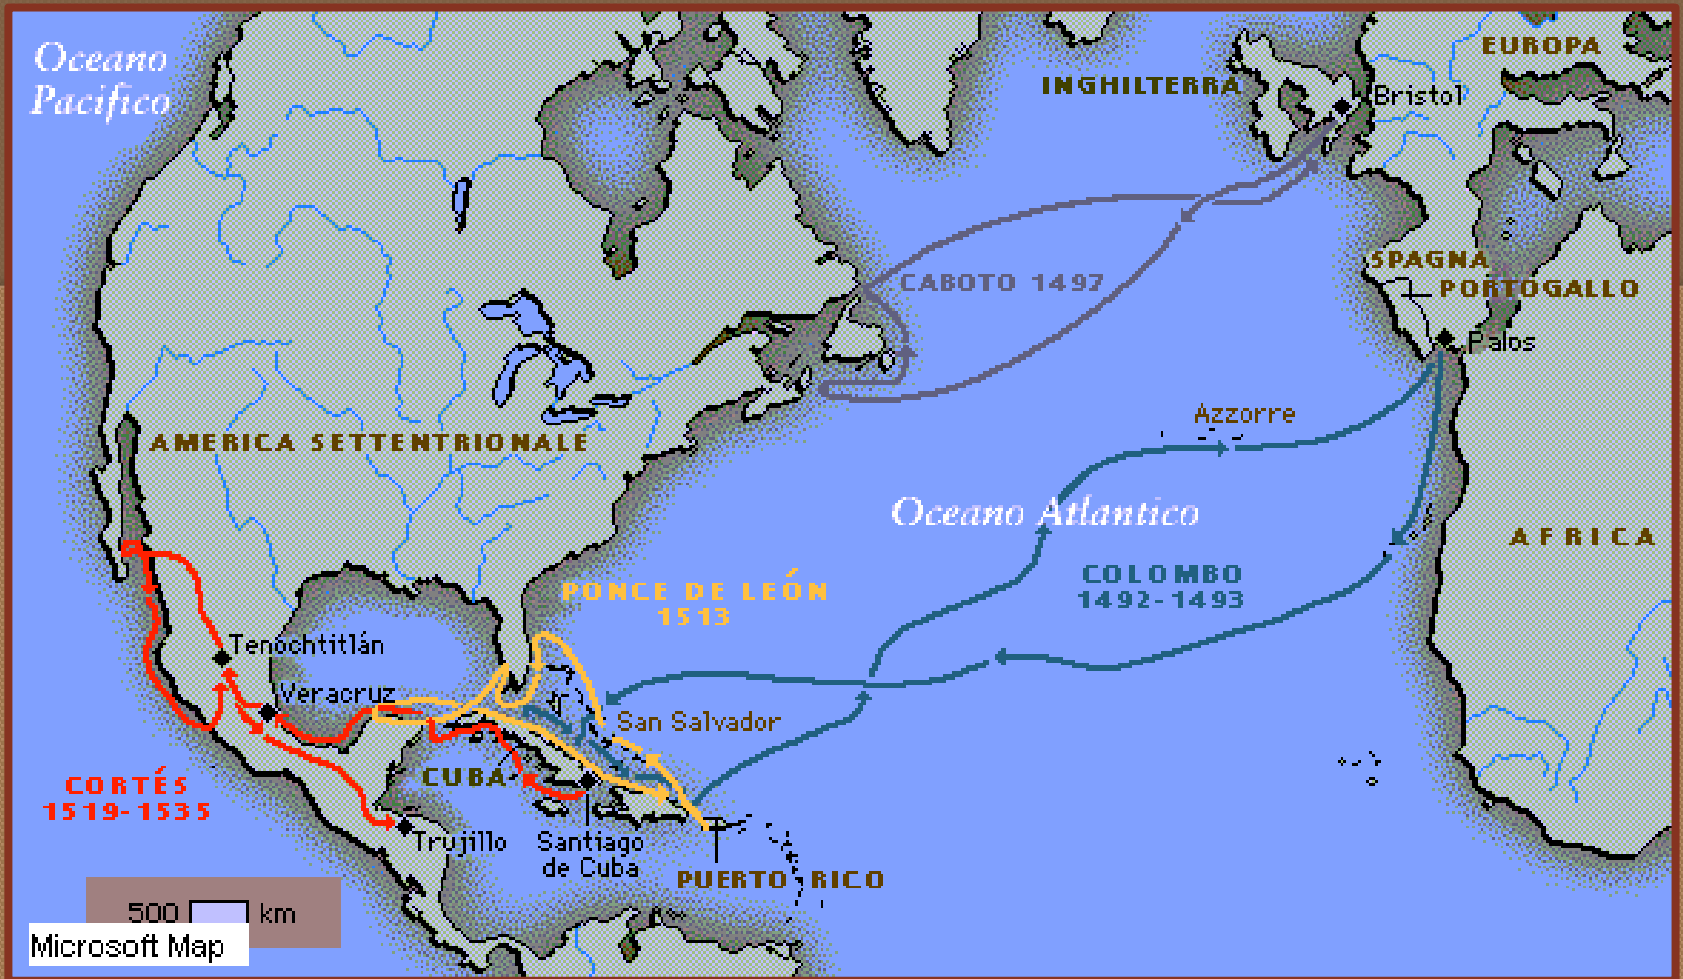 Oceano
Pacifico
EUROPA
INGHILTERRA
Bristol
CABOTO 1497
SPAGNA
PORTOGALLO
Palos
Azzorre
AMERICA SETTENTRIONALE
Oceano Atlantico
AFRICA
COLOMBO
1492-1493
PONCE DE LEÓN
1513
Tenochtitlán
Veracruz
San Salvador
CUBA
CORTÉS
1519-1535
Trujillo
Santiago
de Cuba
PUERTO RICO
500 km
Microsoft Map